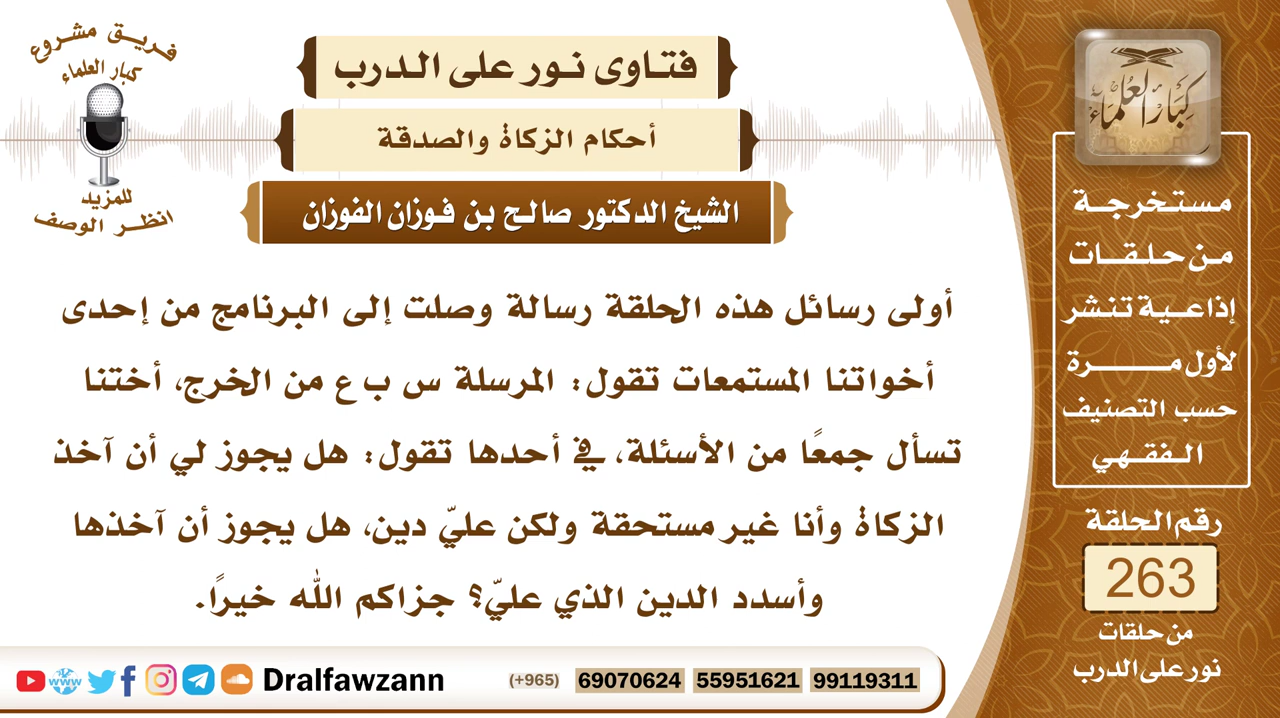 فريق مشروع
كبار العلماء
للمزيد
انظر الوصف
فتاوى نور على الدرب
أحكام الزكاة والصدقة
الشيخ الدكتور صالح بن فوزان الفوزان
أولى رسائل هذه الحلقة رسالة وصلت إلى البرنامج من إحدى
أخواتنا المستمعات تقول: المرسلة س ب ع من الخرج، أختنا
تسأل جمعًا من الأسئلة، في أحدها تقول: هل يجوز لي أن آخذ
الزكاة وأنا غير مستحقة ولكن عليّ دين، هل يجوز أن آخذها
وأسدد الدين الذي عليّ؟ جزاكم الله خيرًا.
كبار العلماء
مستخرجة
من حلقات
إذاعية تنشر
لأول مرة
حسب التصنيف
الفقهي
رقم الحلقة
263
من حلقات
نور على الدرب
www
Dralfawzann
(+965) 69070624 55951621 99119311